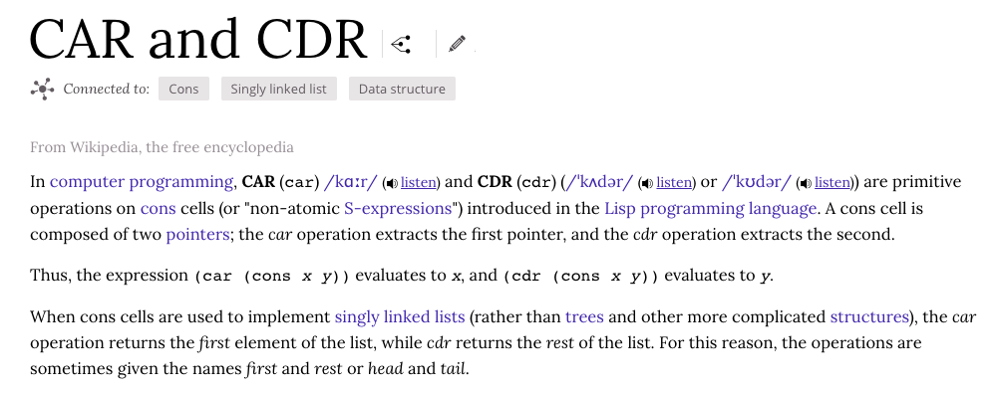 CAR and CDR
Connected to: Cons Singly linked list Data structure
From Wikipedia, the free encyclopedia
In computer programming, CAR (car) /kɑːr/ (listen) and CDR (cdr) (/ˈkʌdər/ (listen) or /ˈkʊdər/ (listen)) are primitive
operations on cons cells (or "non-atomic S-expressions") introduced in the Lisp programming language. A cons cell is
composed of two pointers; the car operation extracts the first pointer, and the cdr operation extracts the second.
Thus, the expression (car (cons x y)) evaluates to x, and (cdr (cons x y)) evaluates to y.
When cons cells are used to implement singly linked lists (rather than trees and other more complicated structures), the car
operation returns the first element of the list, while cdr returns the rest of the list. For this reason, the operations are
sometimes given the names first and rest or head and tail.